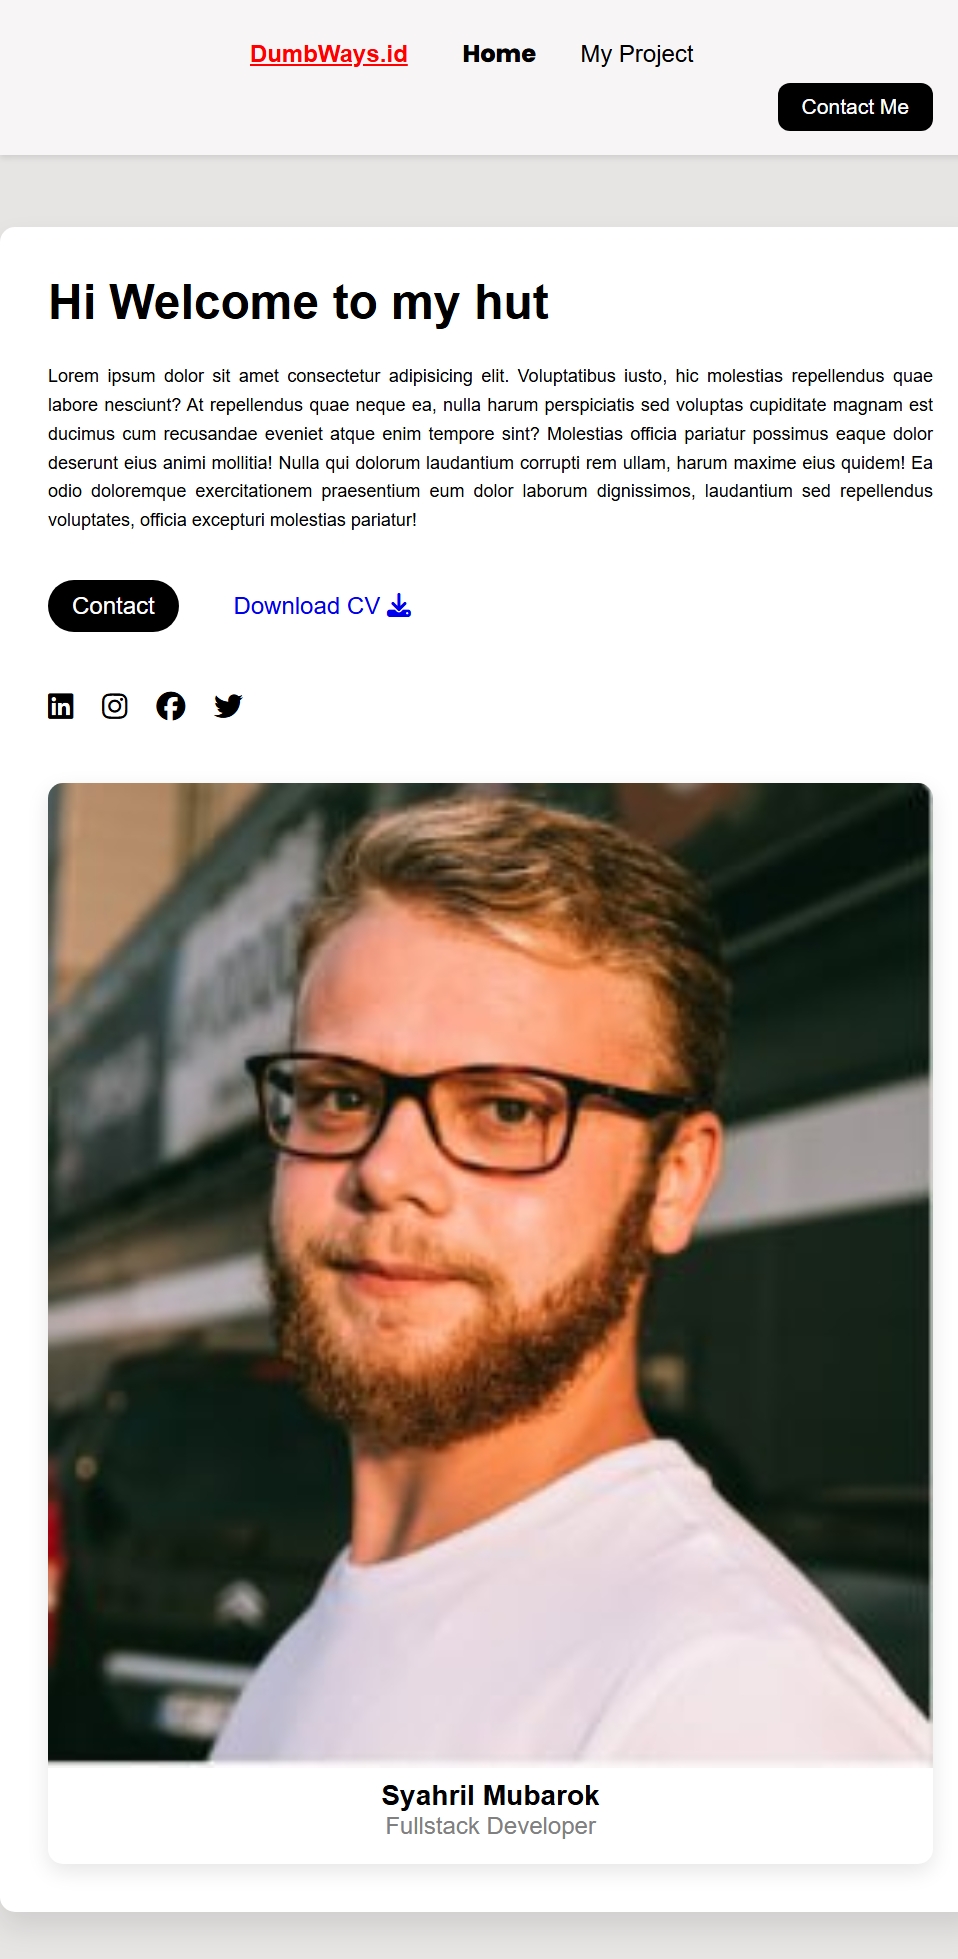 DumbWays.id Home My Project
Contact Me
Hi Welcome to my hut
Lorem ipsum dolor sit amet consectetur adipisicing elit. Voluptatibus iusto, hic molestias repellendus quae
labore nesciunt? At repellendus quae neque ea, nulla harum perspiciatis sed voluptas cupiditate magnam est
ducimus cum recusandae eveniet atque enim tempore sint? Molestias officia pariatur possimus eaque dolor
deserunt eius animi mollitia! Nulla qui dolorum laudantium corrupti rem ullam, harum maxime eius quidem! Ea
odio doloremque exercitationem praesentium eum dolor laborum dignissimos, laudantium sed repellendus
voluptates, officia excepturi molestias pariatur!
Contact Download CV
Syahril Mubarok
Fullstack Developer